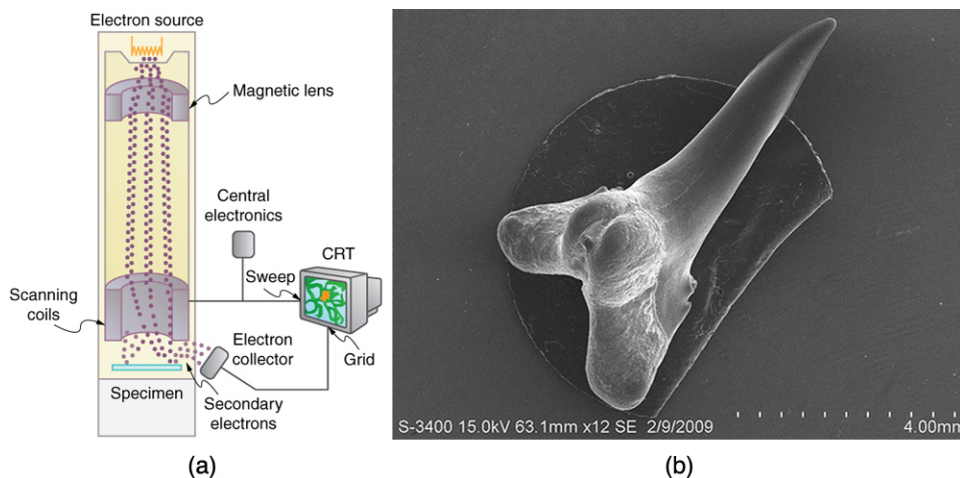 Electron source
Magnetic lens
Central
electronics
CRT
Sweep
Scanning
coils
Electron
collector
Grid
Specimen
Secondary
electrons
S-3400 15.0kV 63.1mm x12 SE 2/9/2009
4.00mm
(a)
(b)